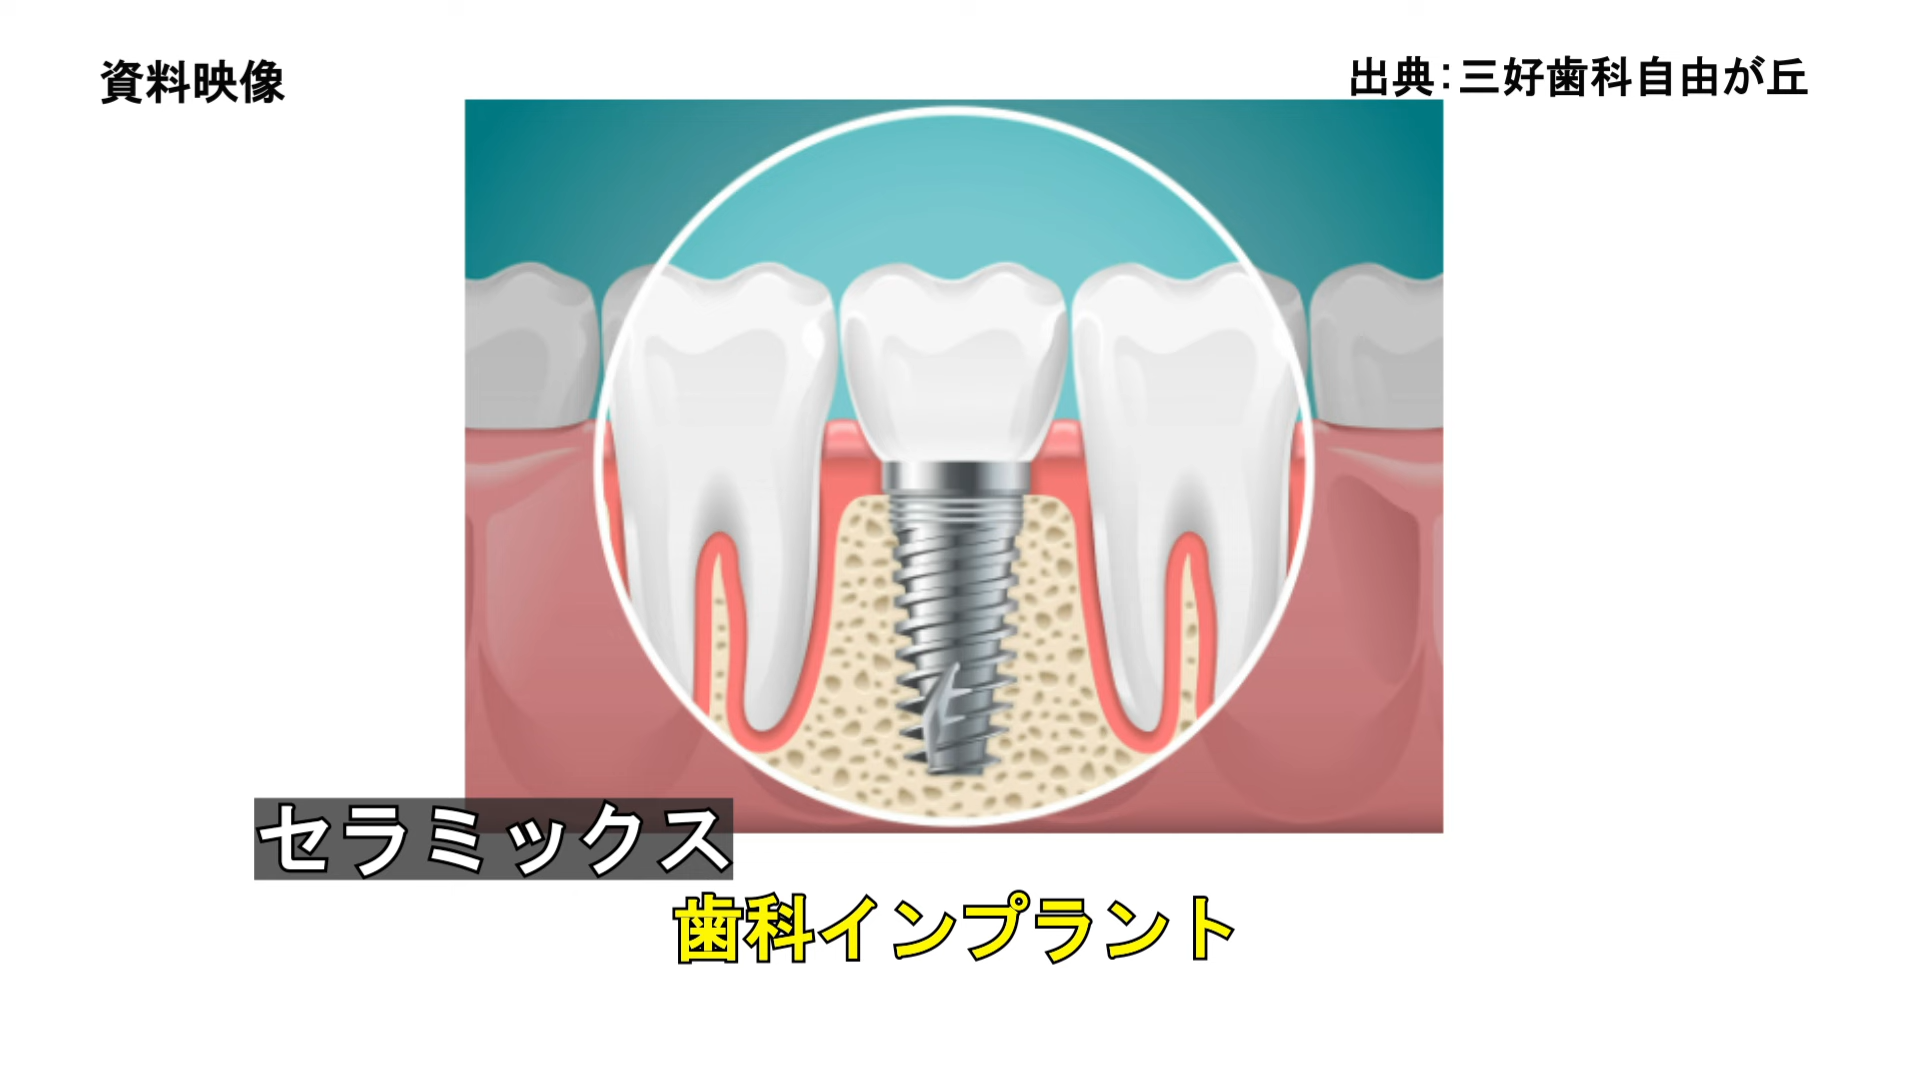 資料映像
出典：三好歯科自由が丘
セラミックス
歯科インプラント